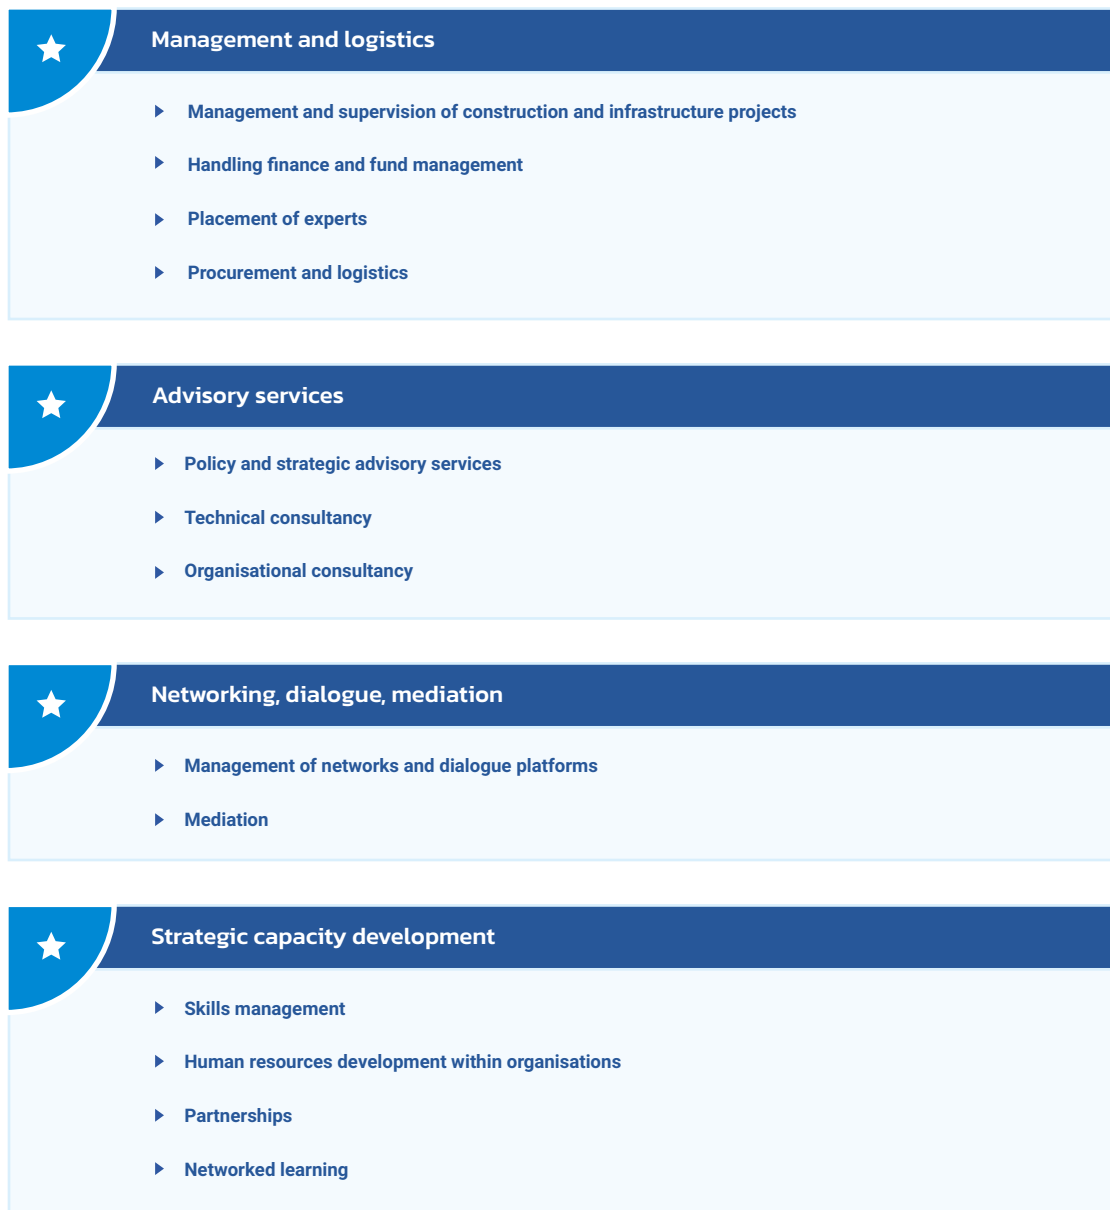 Management and logistics
Management and supervision of construction and infrastructure projects
Handling finance and fund management
Placement of experts
Procurement and logistics
Advisory services
Policy and strategic advisory services
Technical consultancy
Organisational consultancy
Networking, dialogue, mediation
Management of networks and dialogue platforms
Mediation
Strategic capacity development
Skills management
Human resources development within organisations
Partnerships
Networked learning